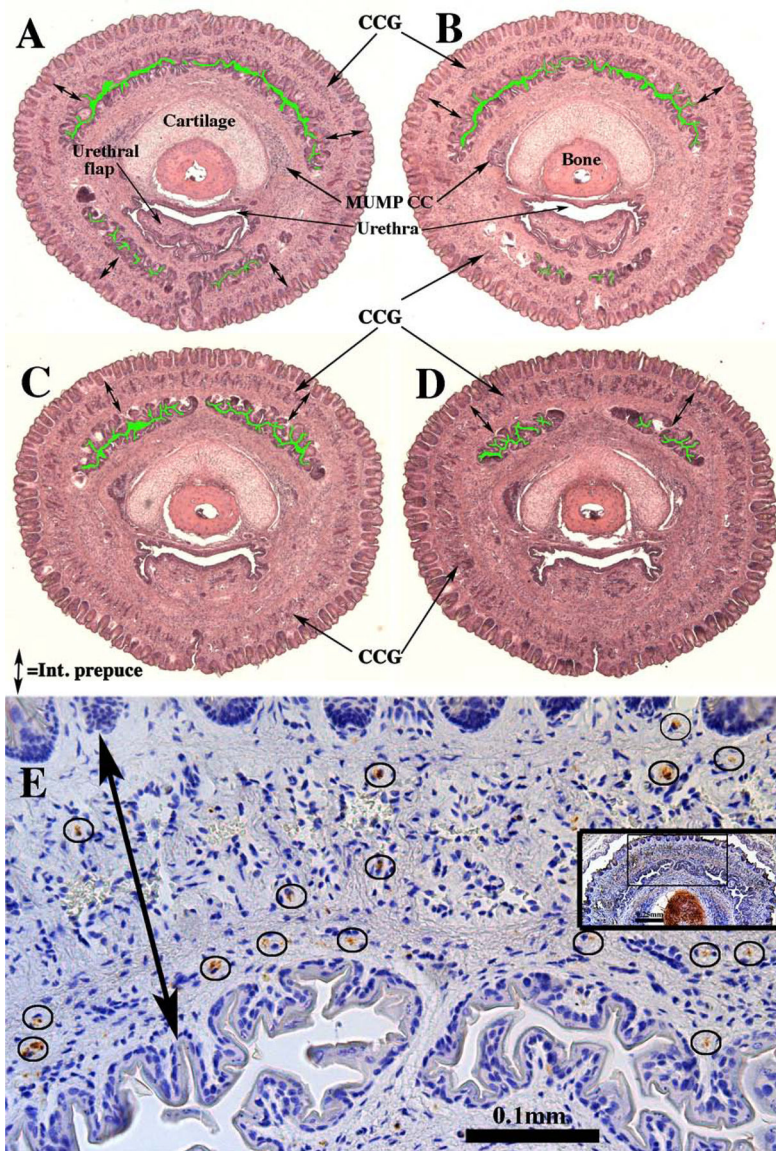 A
CCG
B
Cartilage
Urethral
flap
Bone
MUMP CC
Urethra
CCG
C
D
CCG
=Int. prepuce
E
0.1mm